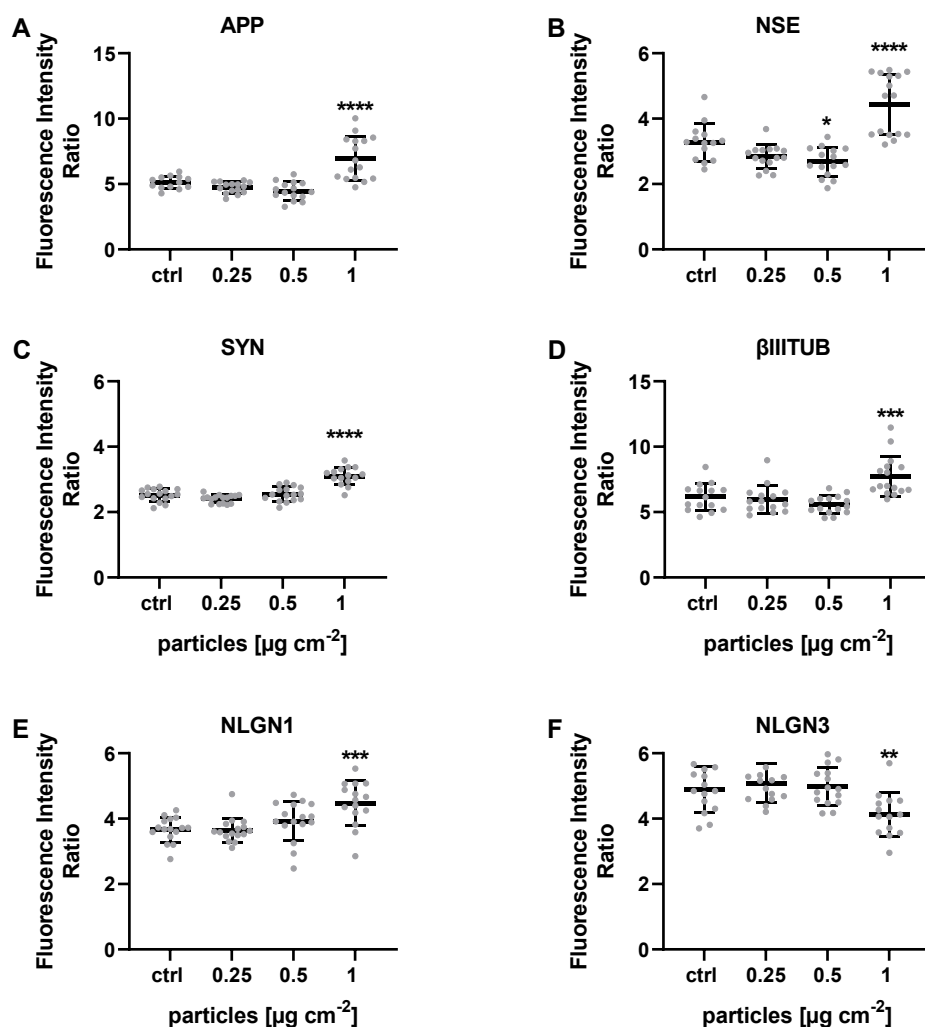 A
APP
Fluorescence Intensity
Ratio
15
10
5
0
****
ctrl 0.25 0.5 1
B
NSE
Fluorescence Intensity
Ratio
6
4
2
0
*
****
ctrl 0.25 0.5 1
C
SYN
Fluorescence Intensity
Ratio
6
4
2
0
****
ctrl 0.25 0.5 1
particles [µg cm-2]
D
βIIITUB
Fluorescence Intensity
Ratio
15
10
5
0
***
ctrl 0.25 0.5 1
particles [µg cm-2]
E
NLGN1
Fluorescence Intensity
Ratio
6
4
2
0
***
ctrl 0.25 0.5 1
particles [µg cm-2]
F
NLGN3
Fluorescence Intensity
Ratio
6
4
2
0
**
ctrl 0.25 0.5 1
particles [µg cm-2]